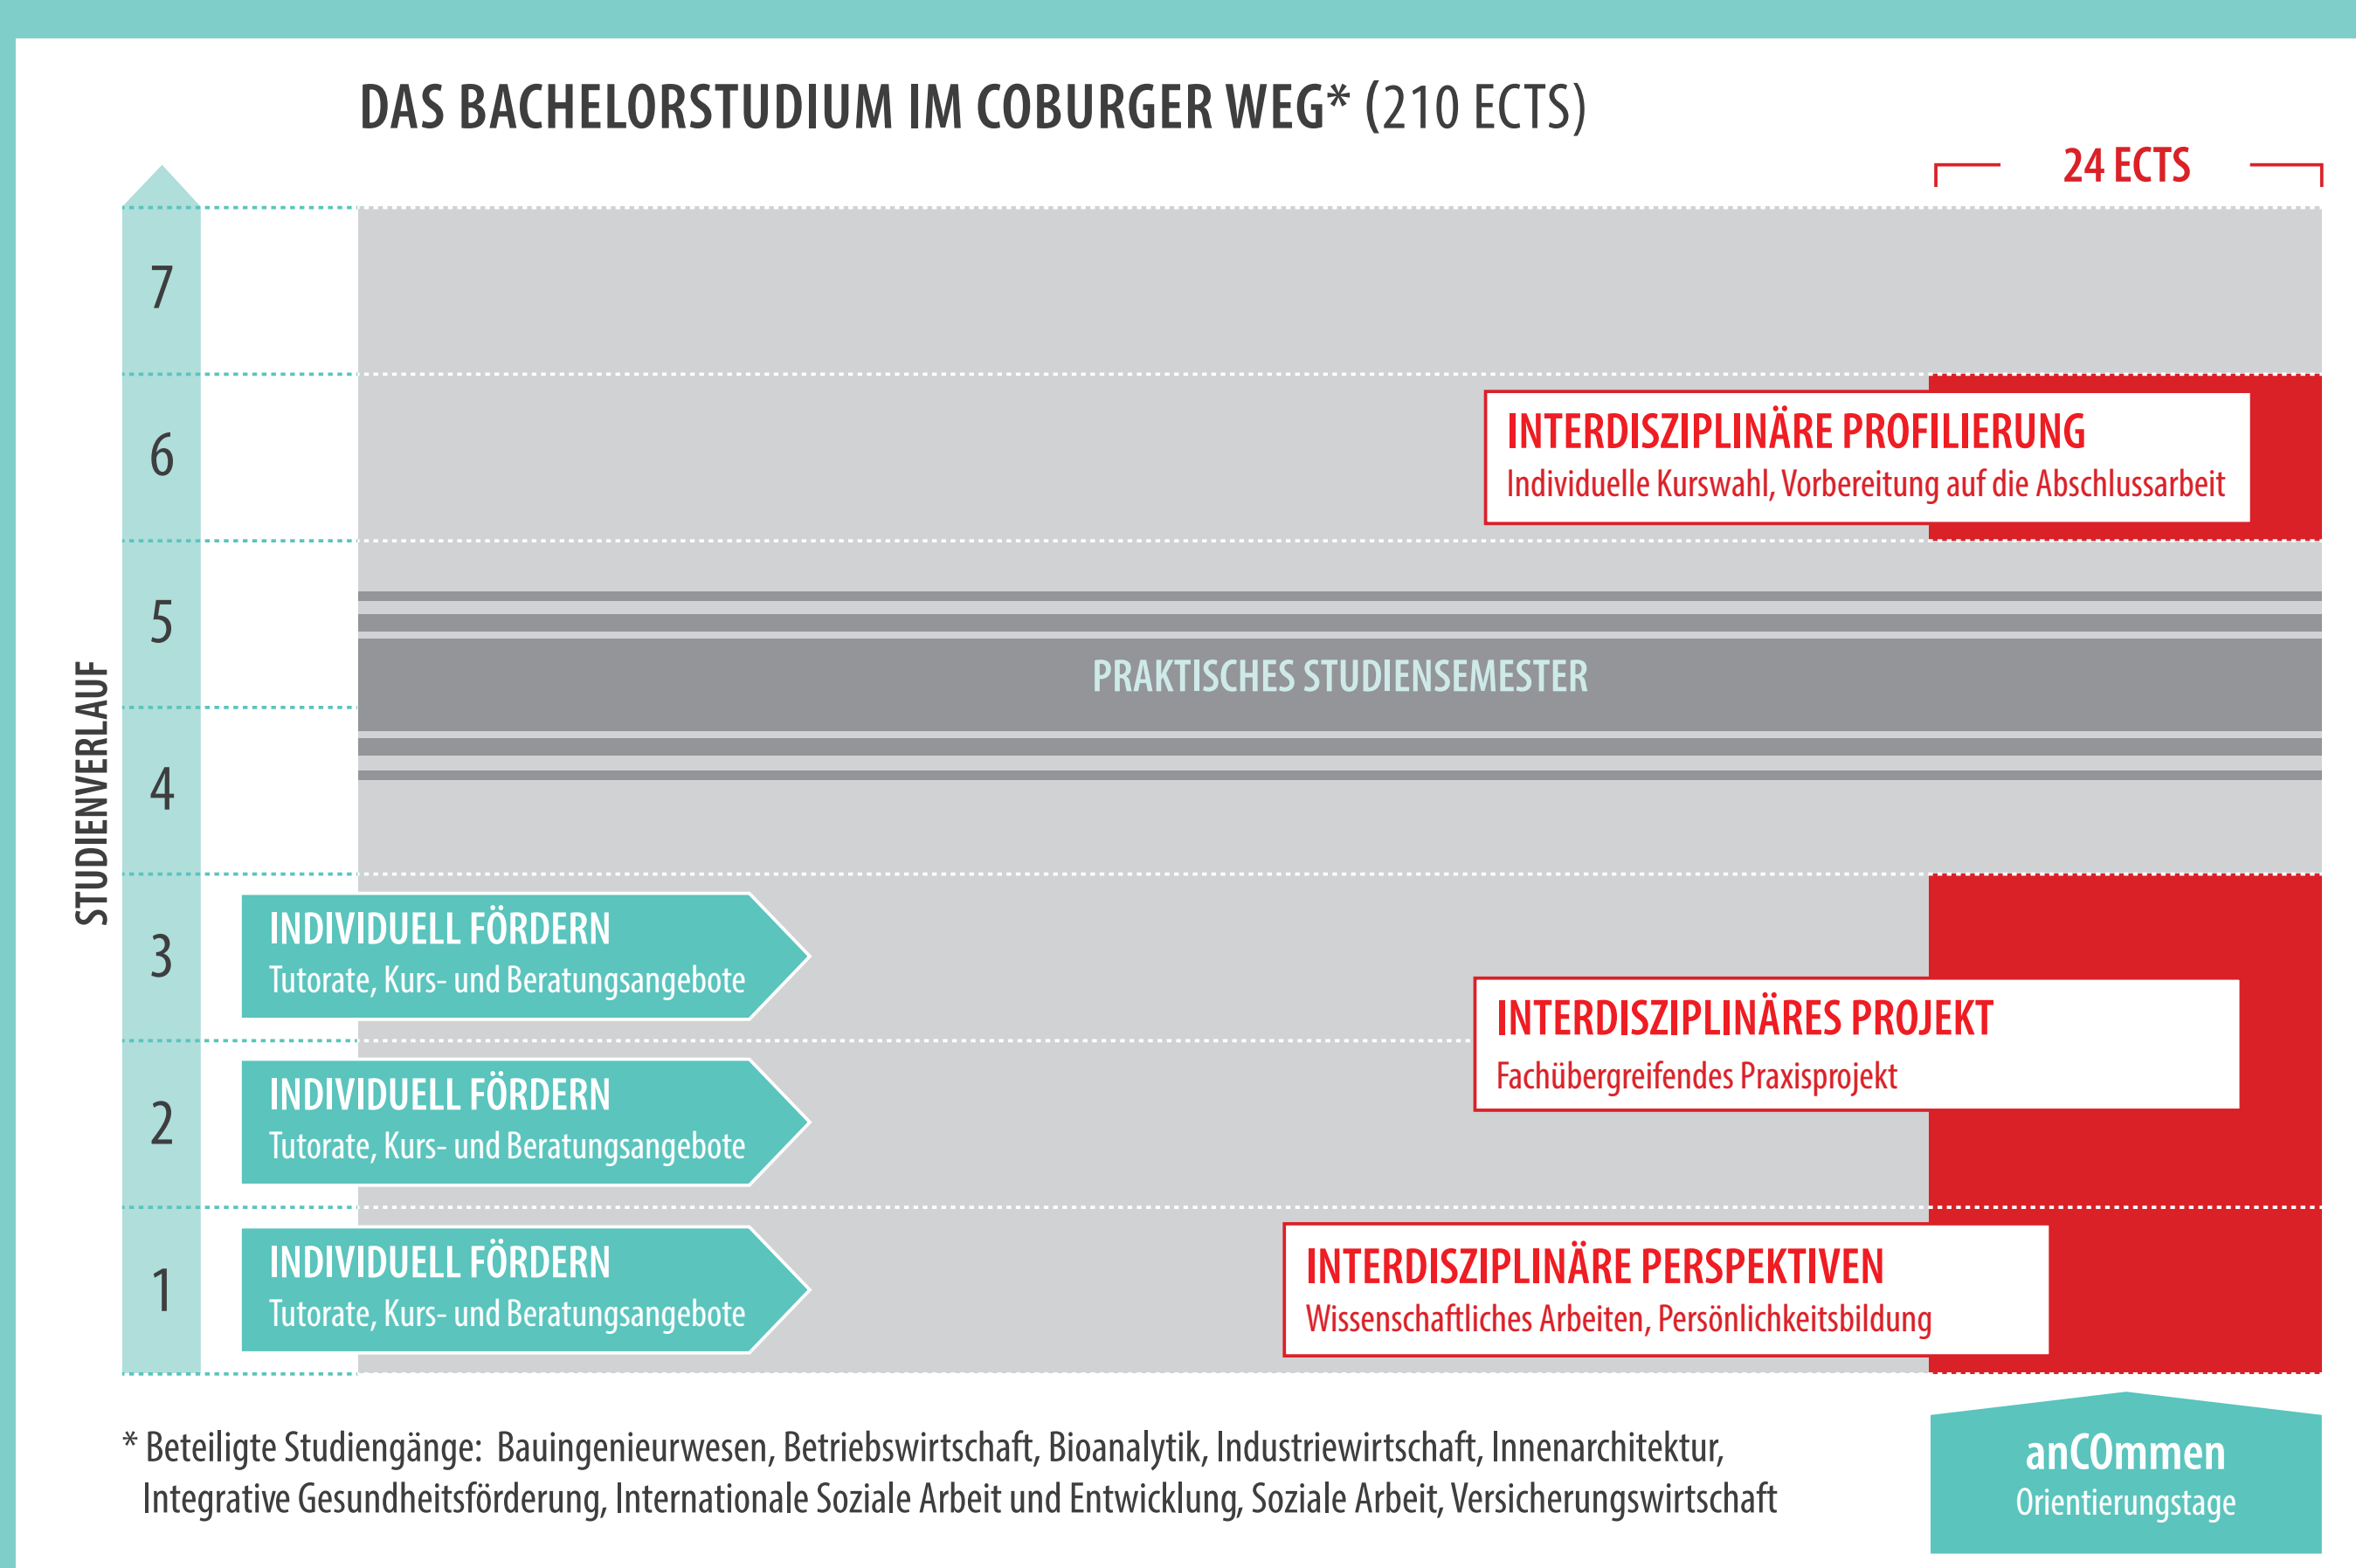 DAS BACHELORSTUDIUM IM COBURGER WEG* (210 ECTS)
24 ECTS
STUDIENVERLAUF
7
6
INTERDISZIPLINÄRE PROFILIERUNG
Individuelle Kurswahl, Vorbereitung auf die Abschlussarbeit
5
PRAKTISCHES STUDIENSEMESTER
4
3
INDIVIDUELL FÖRDERN
Tutorate, Kurs- und Beratungsangebote
INTERDISZIPLINÄRES PROJEKT
Fachübergreifendes Praxisprojekt
2
INDIVIDUELL FÖRDERN
Tutorate, Kurs- und Beratungsangebote
1
INDIVIDUELL FÖRDERN
Tutorate, Kurs- und Beratungsangebote
INTERDISZIPLINÄRE PERSPEKTIVEN
Wissenschaftliches Arbeiten, Persönlichkeitsbildung
* Beteiligte Studiengänge: Bauingenieurwesen, Betriebswirtschaft, Bioanalytik, Industriewirtschaft, Innenarchitektur,
Integrative Gesundheitsförderung, Internationale Soziale Arbeit und Entwicklung, Soziale Arbeit, Versicherungswirtschaft
anCOmmen
Orientierungstage